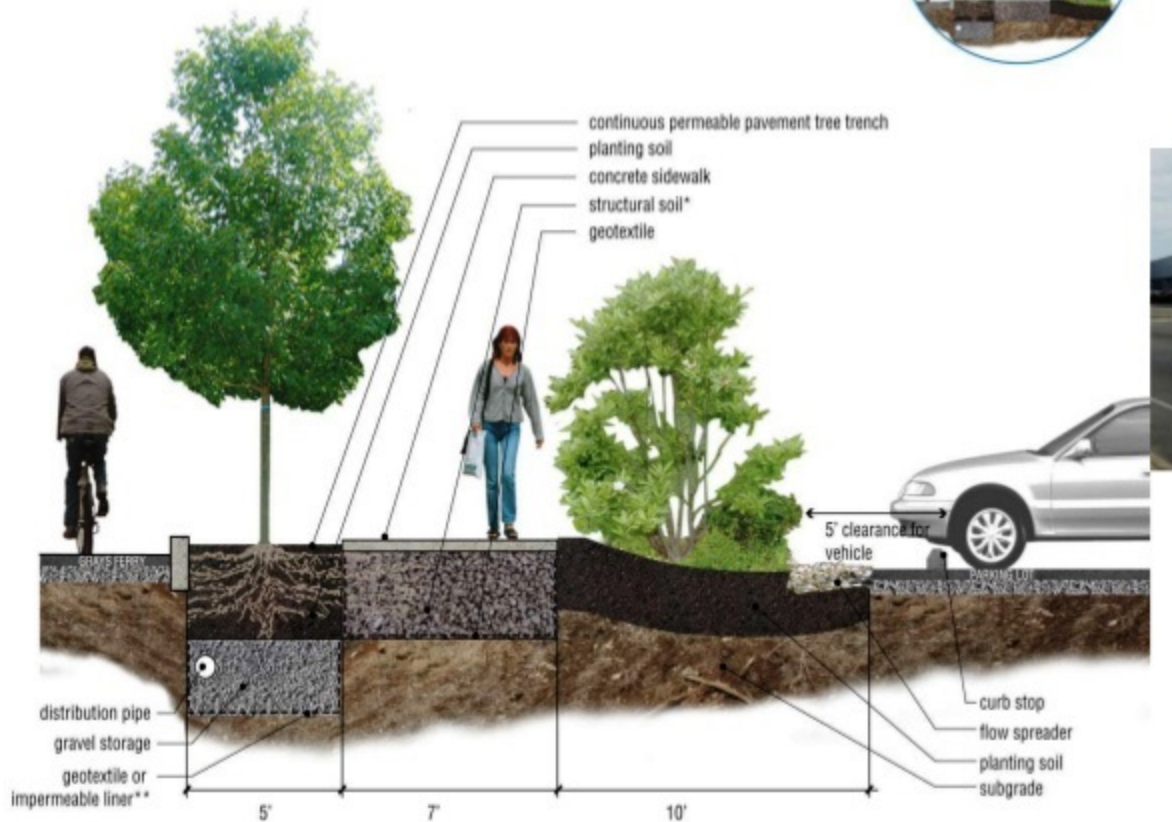 continuous permeable pavement tree trench
planting soil
concrete sidewalk
structural soil*
geotextile
5' clearance for
vehicle
GRAYS FERRY
PARKING LOT
distribution pipe
gravel storage
geotextile or
impermeable liner**
curb stop
flow spreader
planting soil
subgrade
5'
7'
10'